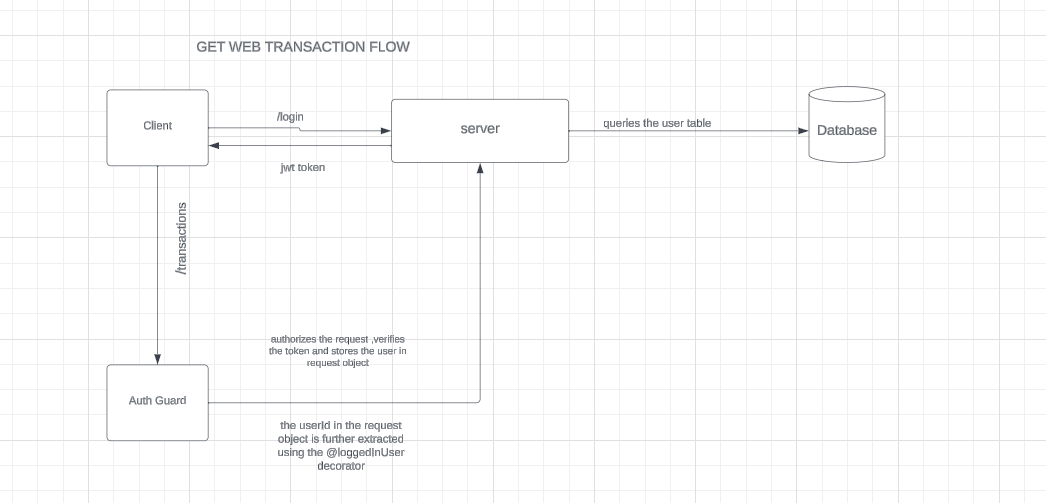 GET WEB TRANSACTION FLOW
Client
/login
server
queries the user table
Database
jwt token
/transactions
authorizes the request ,verifies
the token and stores the user in
request object
Auth Guard
the userId in the request
object is further extracted
using the @loggedInUser
decorator